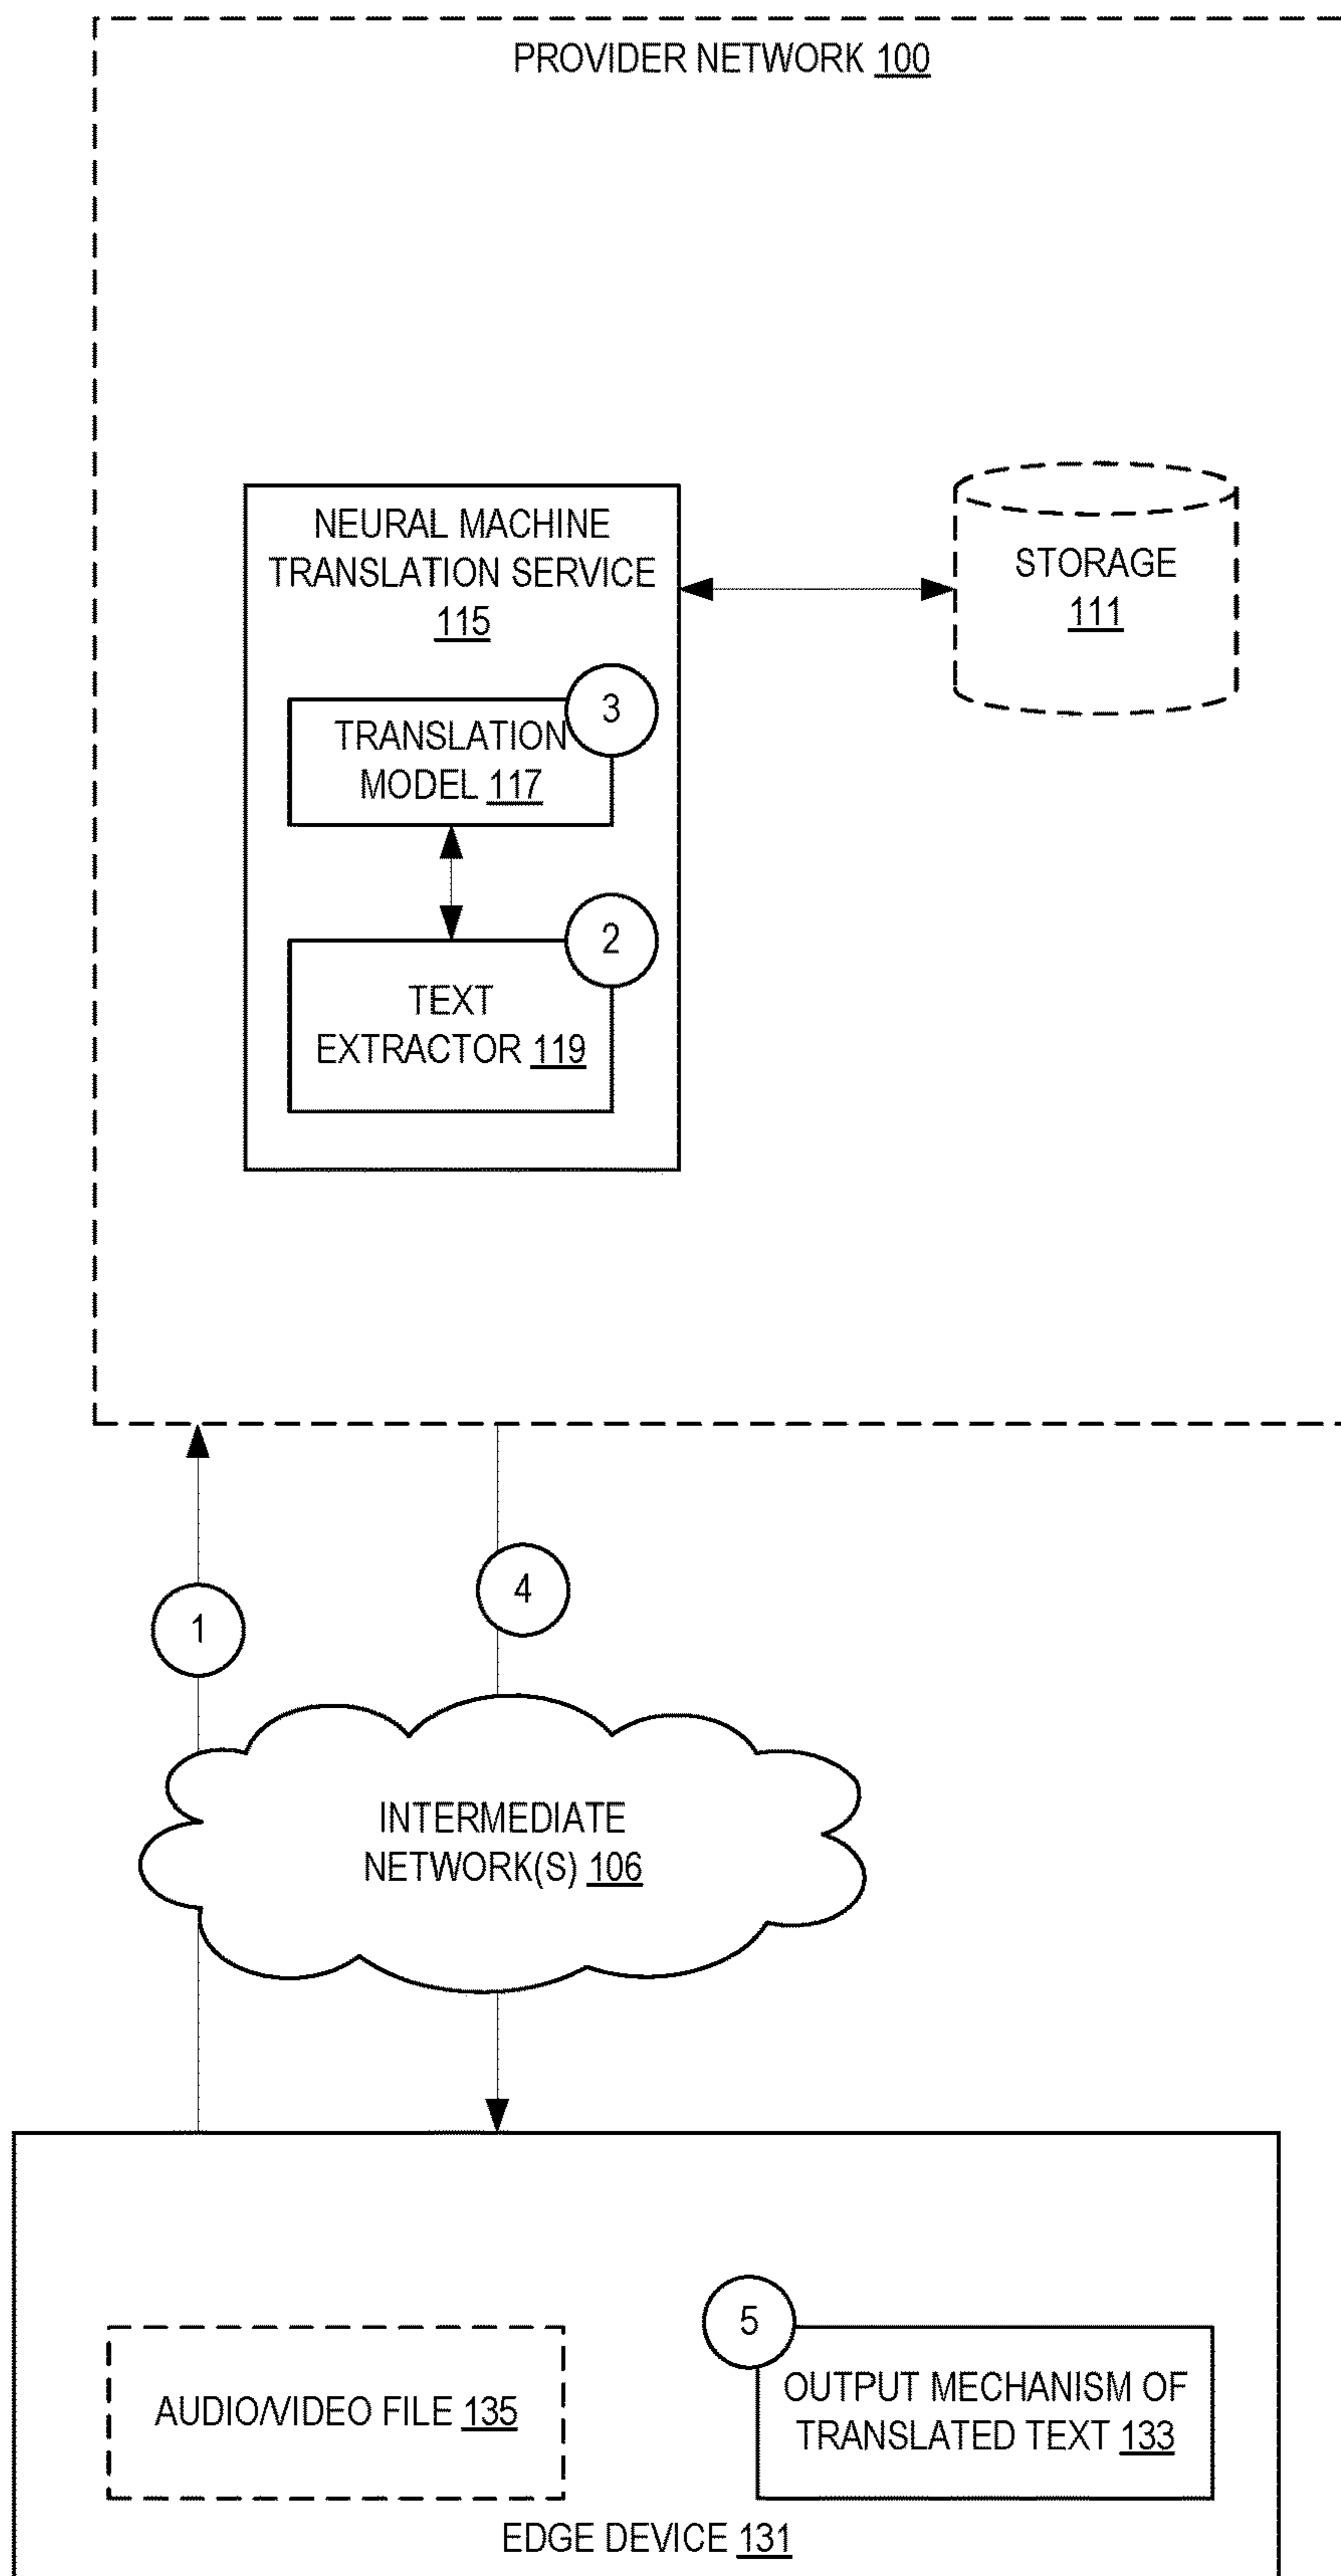 PROVIDER NETWORK 100
NEURAL MACHINE
TRANSLATION SERVICE
115
STORAGE
111
3
TRANSLATION
MODEL 117
2
TEXT
EXTRACTOR 119
4
1
INTERMEDIATE
NETWORK(S) 106
5
AUDIO/VIDEO FILE 135
OUTPUT MECHANISM OF
TRANSLATED TEXT 133
EDGE DEVICE 131